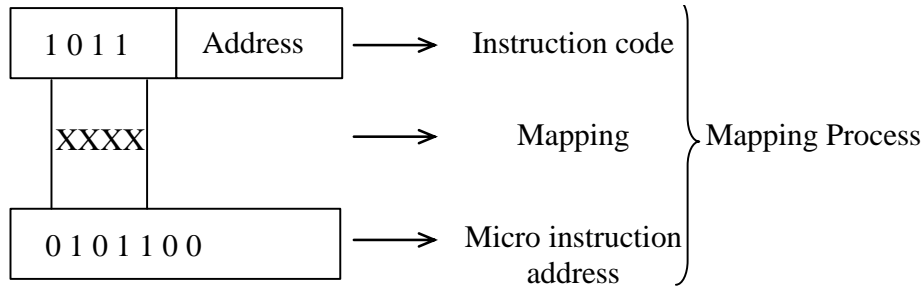 1 0 1 1 Address Instruction code
XXXX Mapping Mapping Process
0 1 0 1 1 0 0 Micro instruction
address